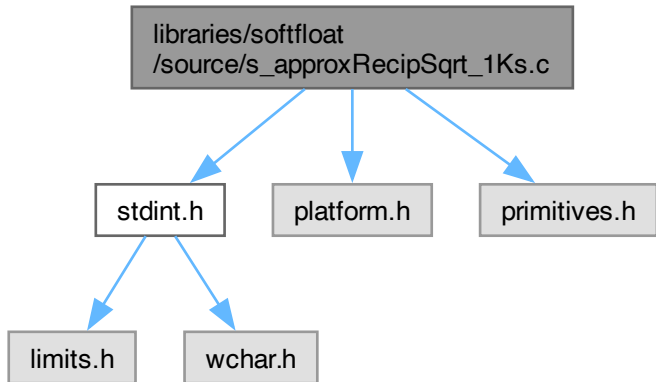 libraries/softfloat
/source/s_approxRecipSqrt_1Ks.c
stdint.h
platform.h
primitives.h
limits.h
wchar.h